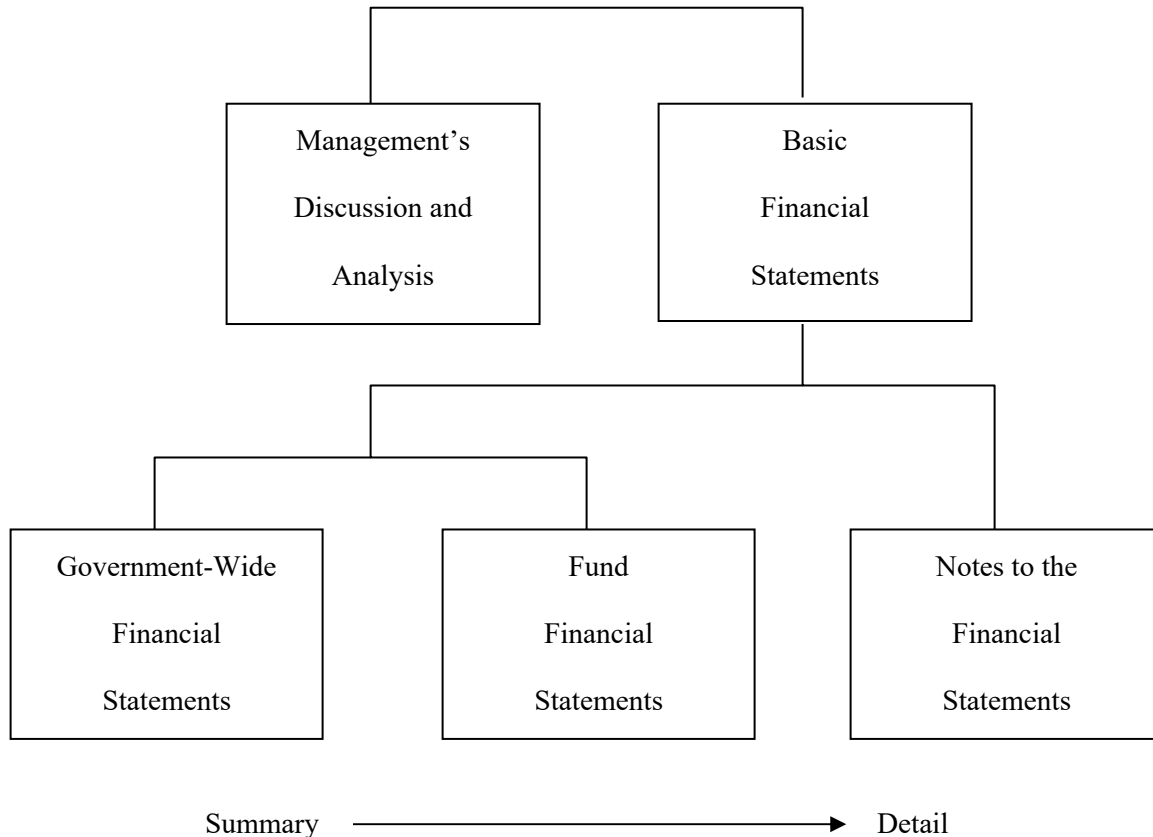 Management’s
Discussion and
Analysis
Basic
Financial
Statements
Government-Wide
Financial
Statements
Fund
Financial
Statements
Notes to the
Financial
Statements
Summary
Detail